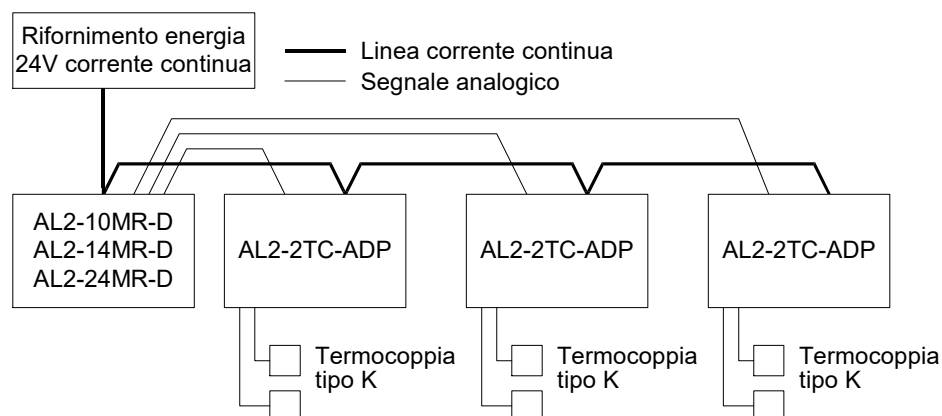 Rifornimento energia
24V corrente continua
Linea corrente continua
Segnale analogico
AL2-10MR-D
AL2-14MR-D
AL2-24MR-D
AL2-2TC-ADP
AL2-2TC-ADP
AL2-2TC-ADP
Termocoppia
tipo K
Termocoppia
tipo K
Termocoppia
tipo K